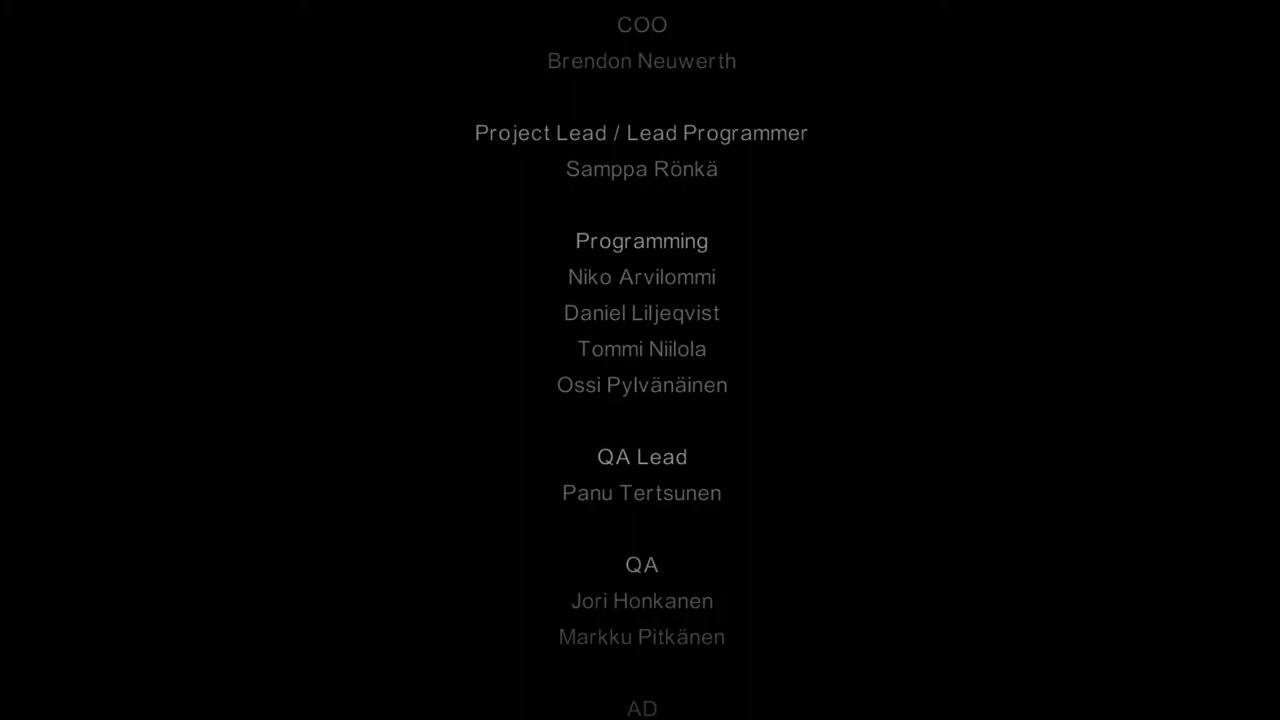 COO
Brendon Neuwerth
Project Lead / Lead Programmer
Samppa Rönkä
Programming
Niko Arvilommi
Daniel Liljeqvist
Tommi Niilola
Ossi Pylvänäinen
QA Lead
Panu Tertsunen
QA
Jori Honkanen
Markku Pitkänen
AD